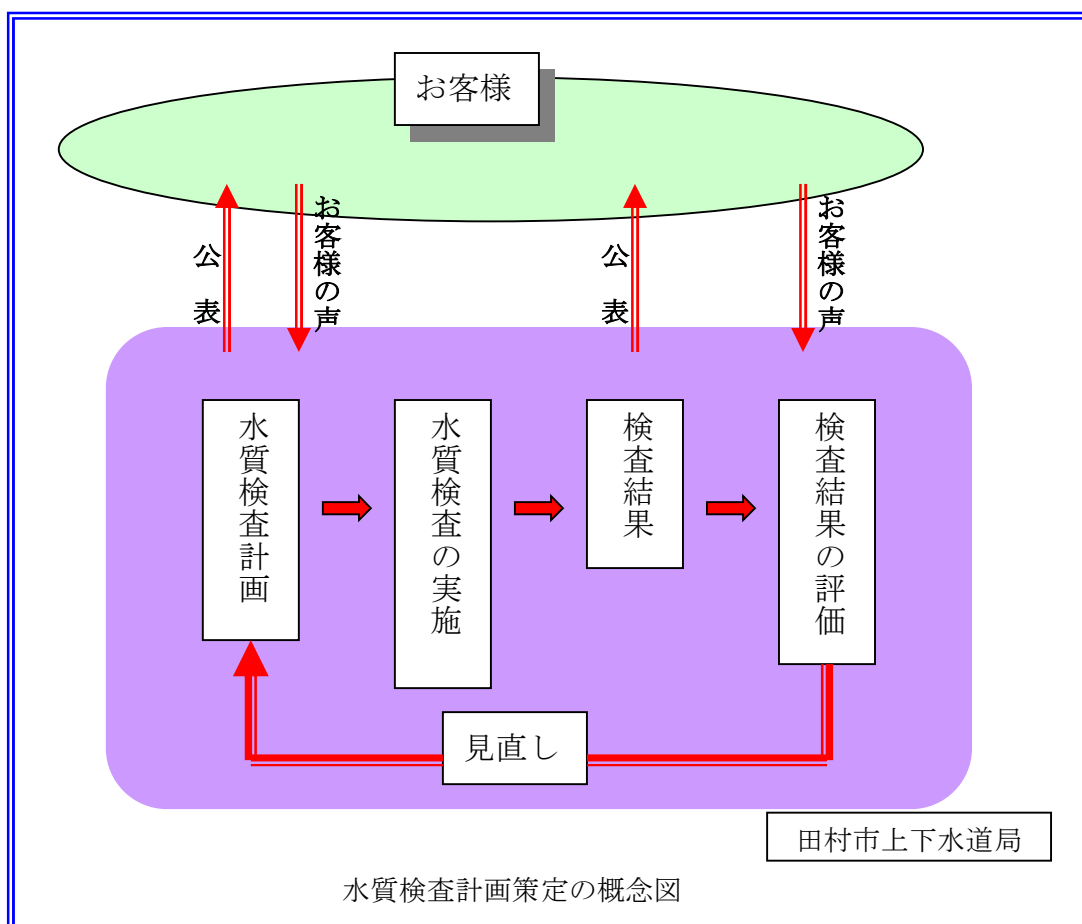 お客様
公表
お客様の声
公表
お客様の声
水質検査計画
水質検査の実施
検査結果
検査結果の評価
見直し
田村市上下水道局
水質検査計画策定の概念図